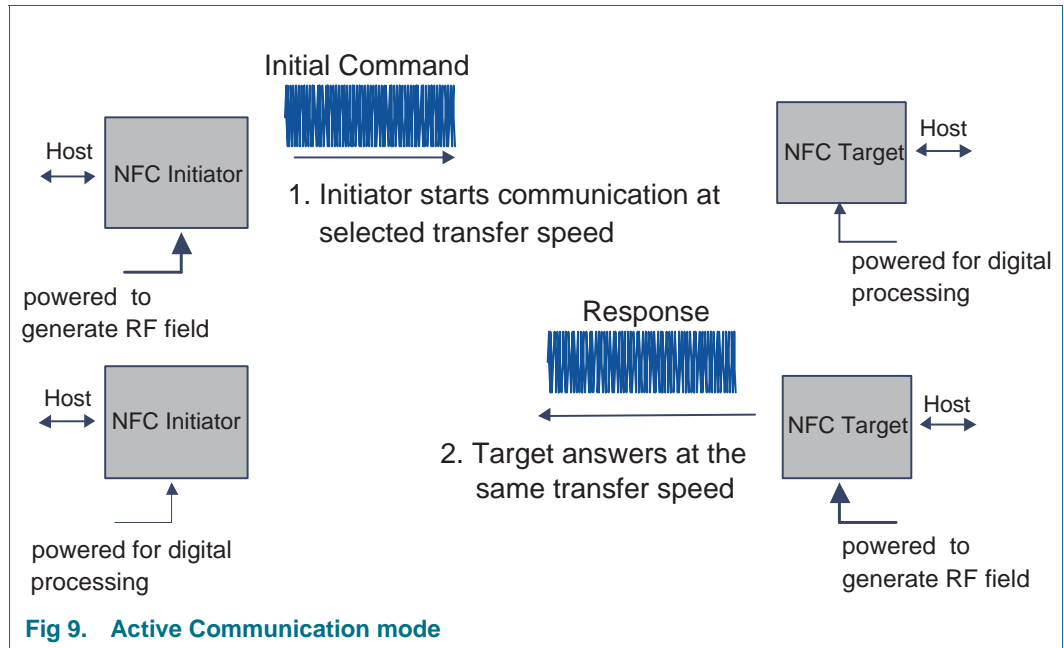 Initial Command
Host
NFC Initiator
NFC Target
Host
1. Initiator starts communication at
selected transfer speed
powered to
generate RF field
powered for digital
processing
Response
Host
NFC Initiator
NFC Target
Host
2. Target answers at the
same transfer speed
powered for digital
processing
powered to
generate RF field
Fig 9. Active Communication mode